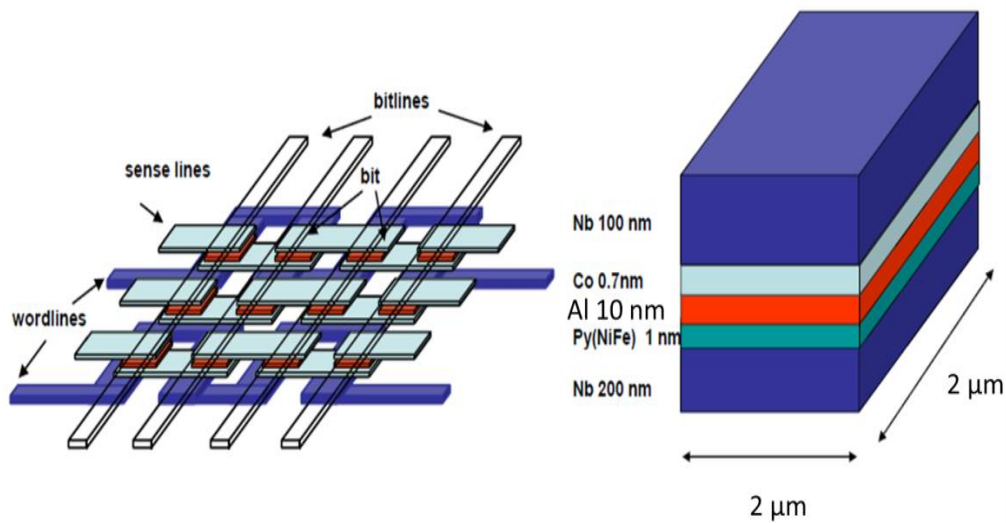 bitlines
sense lines
bit
wordlines
Nb 100 nm
Co 0.7nm
Al 10 nm
Py(NiFe) 1 nm
Nb 200 nm
2 µm
2 µm